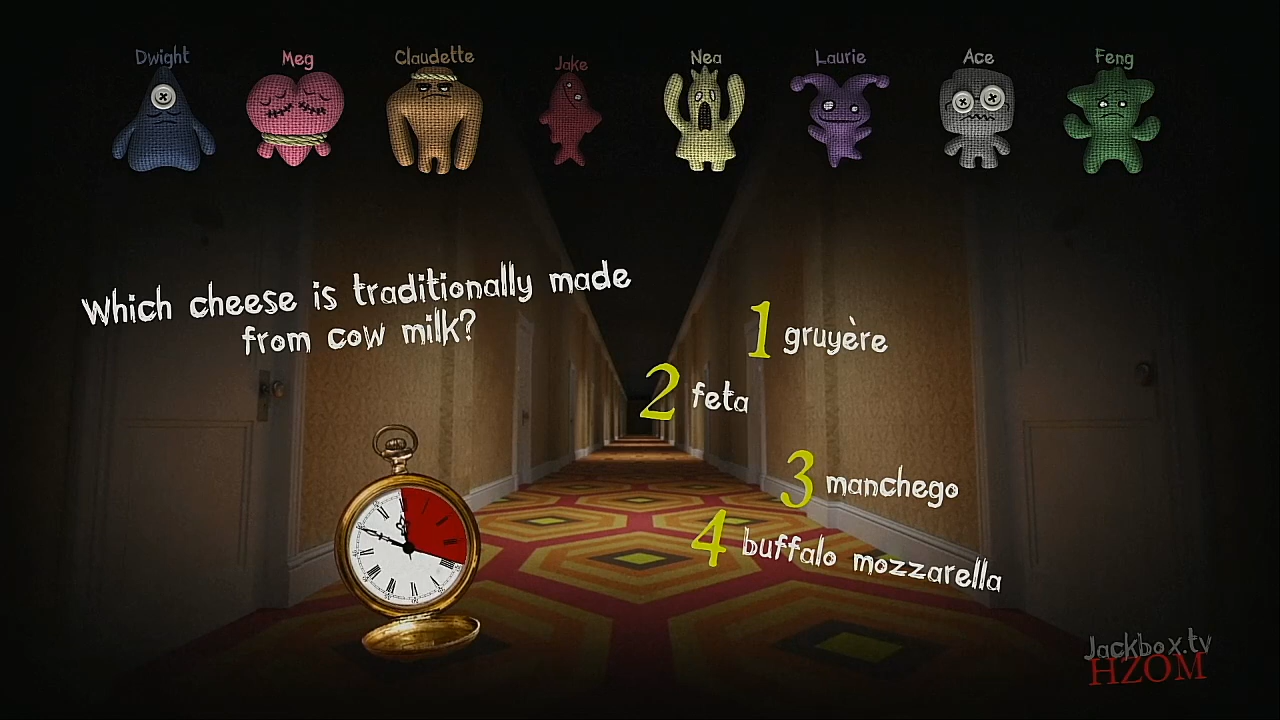 Dwight
Meg
Claudette
Jake
Nea
Laurie
Ace
Feng
Which cheese is traditionally made
from cow milk?
1 gruyère
2 feta
3 manchego
4 buffalo mozzarella
Jackbox.tv
HZOM